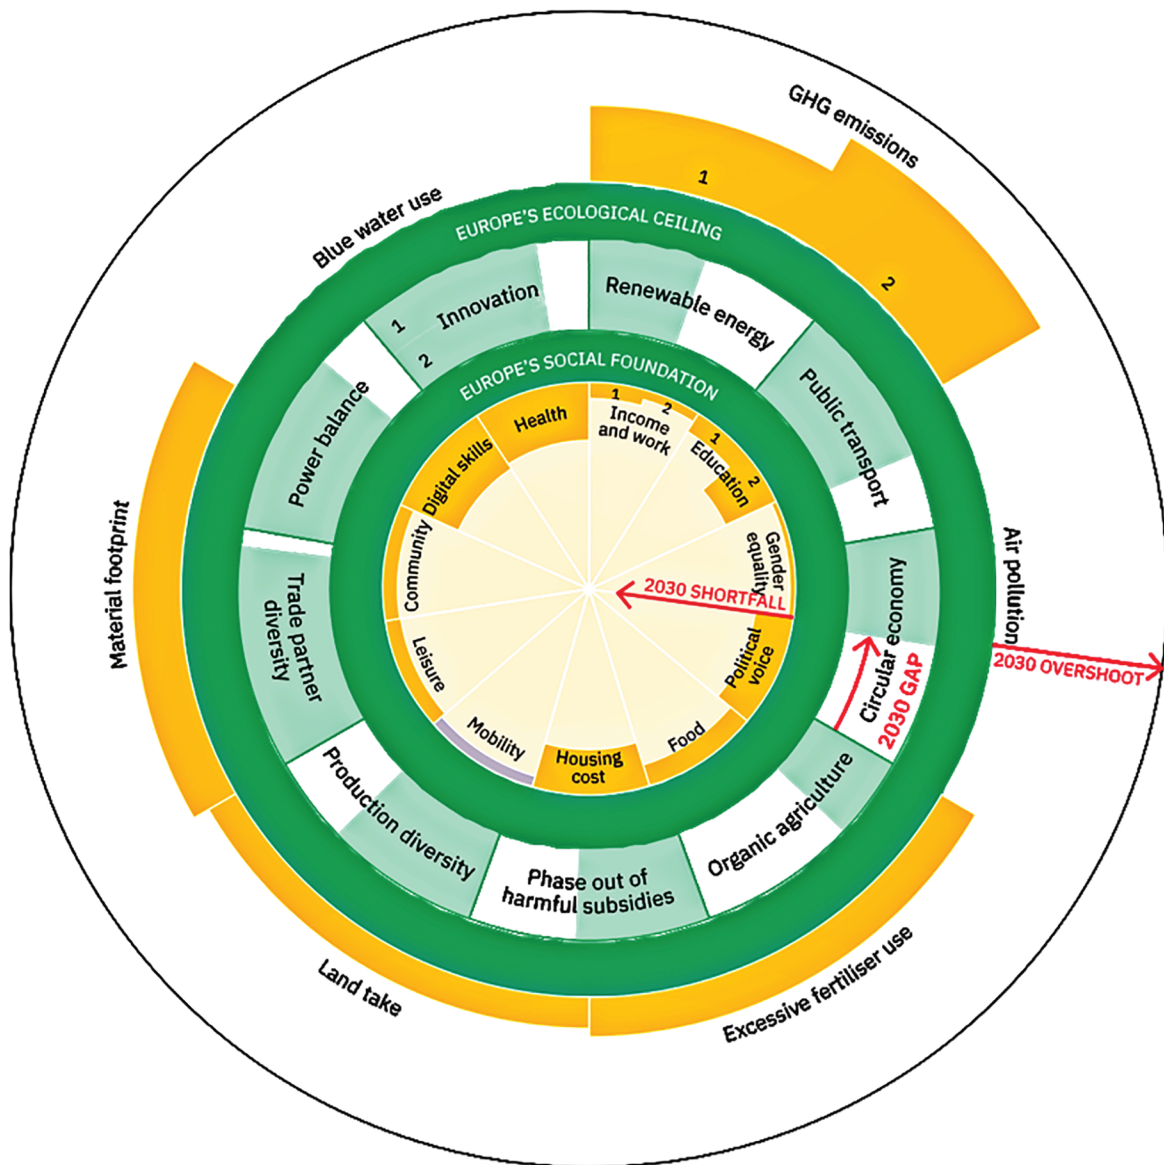 GHG emissions
1
2
Blue water use
EUROPE'S ECOLOGICAL CEILING
Innovation
1
2
Renewable energy
Public transport
Power balance
EUROPE'S SOCIAL FOUNDATION
Health
1
2
Income
and work
1
2
Education
Digital skills
Gender
equality
Community
2030 SHORTFALL
Political
voice
Leisure
Mobility
Housing
cost
Food
Circular economy
2030 GAP
Air pollution
2030 OVERSHOOT
Material footprint
Trade partner
diversity
Production diversity
Phase out of
harmful subsidies
Organic agriculture
Land take
Excessive fertiliser use